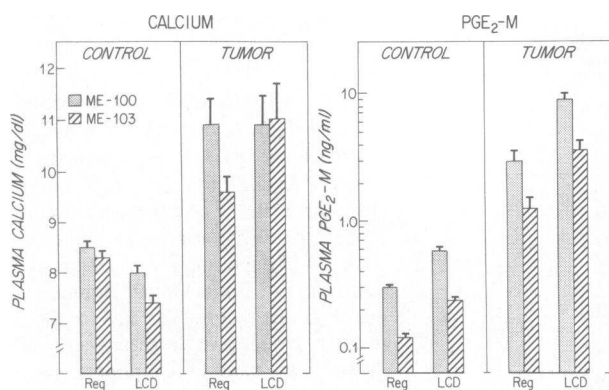 CALCIUM
CONTROL
TUMOR
ME-100
ME-103
PLASMA CALCIUM (mg/dl)
12
11
10
9
8
7
Reg
LCD
Reg
LCD
PGE₂-M
CONTROL
TUMOR
PLASMA PGE₂-M (ng/ml)
10
1.0
0.1
Reg
LCD
Reg
LCD